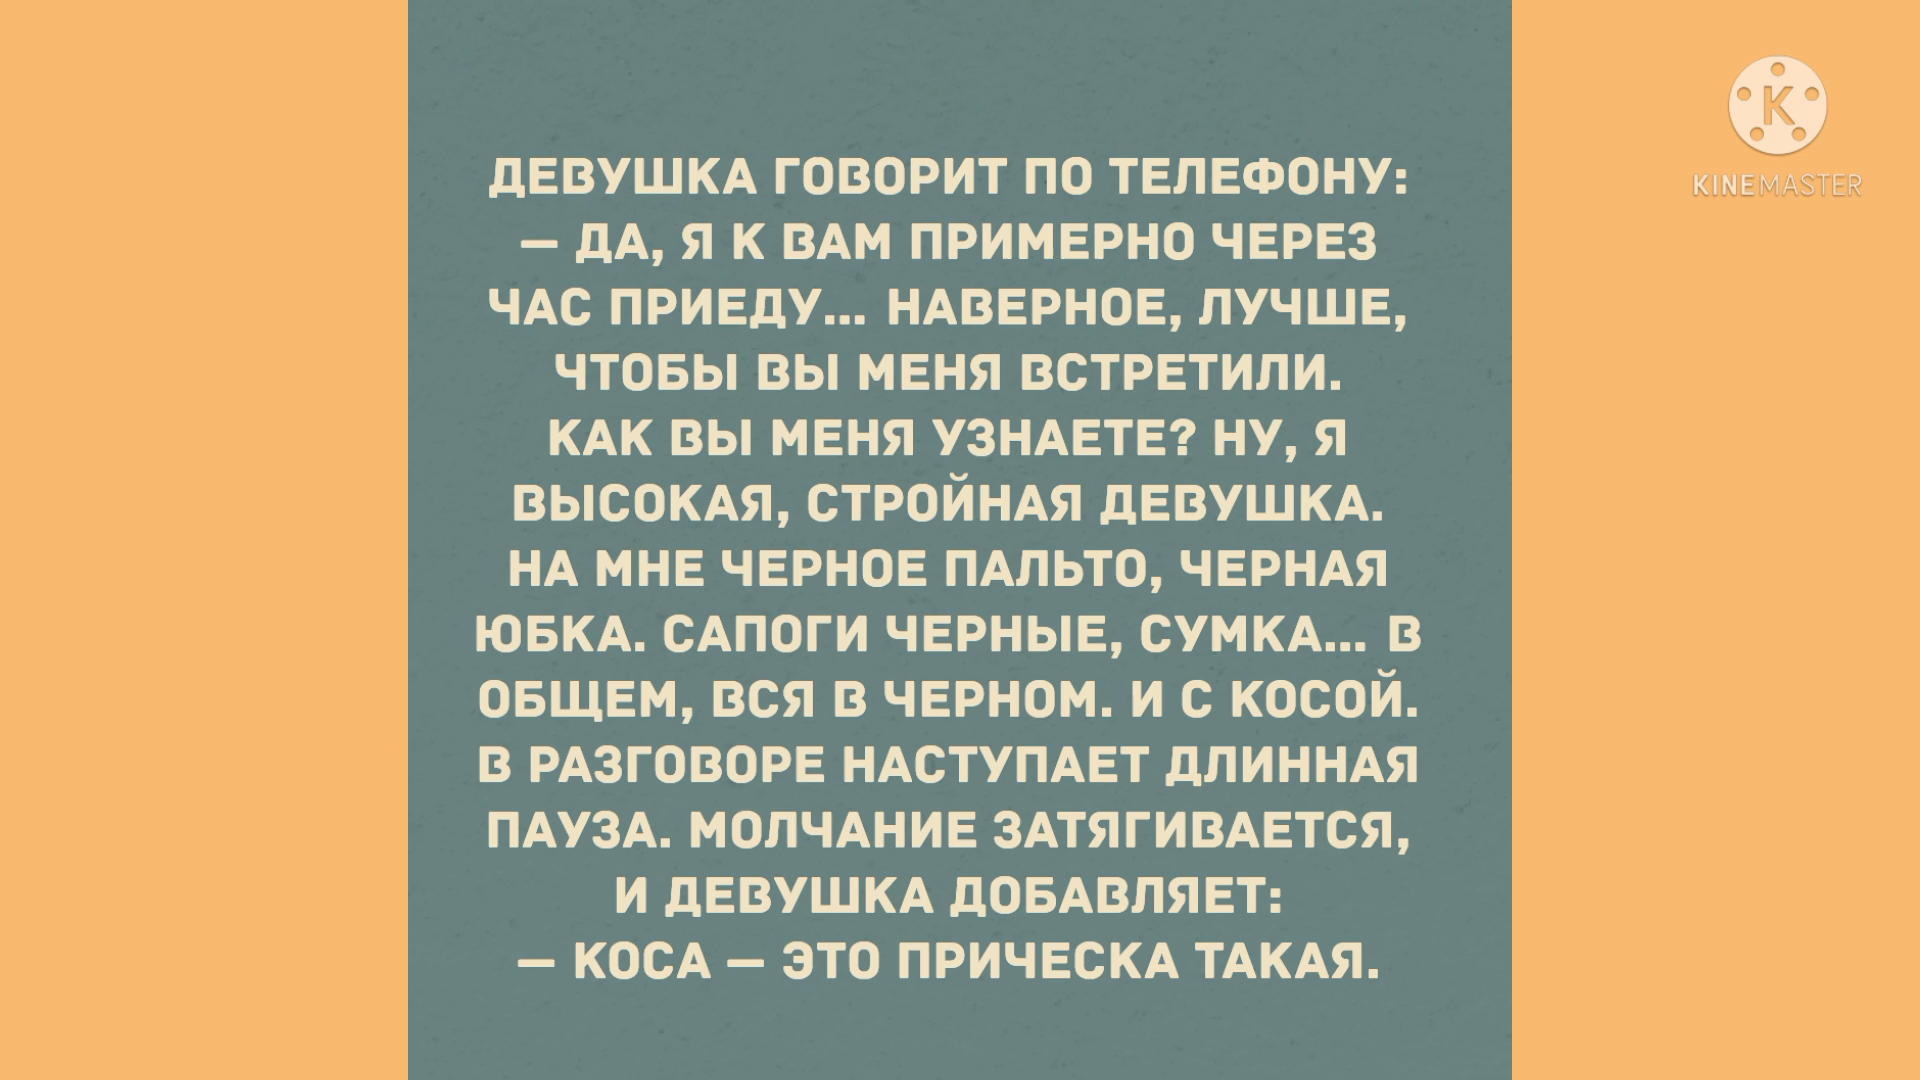 ДЕВУШКА ГОВОРИТ ПО ТЕЛЕФОНУ:
— ДА, Я К ВАМ ПРИМЕРНО ЧЕРЕЗ
ЧАС ПРИЕДУ... НАВЕРНОЕ, ЛУЧШЕ,
ЧТОБЫ ВЫ МЕНЯ ВСТРЕТИЛИ.
КАК ВЫ МЕНЯ УЗНАЕТЕ? НУ, Я
ВЫСОКАЯ, СТРОЙНАЯ ДЕВУШКА.
НА МНЕ ЧЕРНОЕ ПАЛЬТО, ЧЕРНАЯ
ЮБКА. САПОГИ ЧЕРНЫЕ, СУМКА... В
ОБЩЕМ, ВСЯ В ЧЕРНОМ. И С КОСОЙ.
В РАЗГОВОРЕ НАСТУПАЕТ ДЛИННАЯ
ПАУЗА. МОЛЧАНИЕ ЗАТЯГИВАЕТСЯ,
И ДЕВУШКА ДОБАВЛЯЕТ:
— КОСА — ЭТО ПРИЧЕСКА ТАКАЯ.
K
KINEMASTER